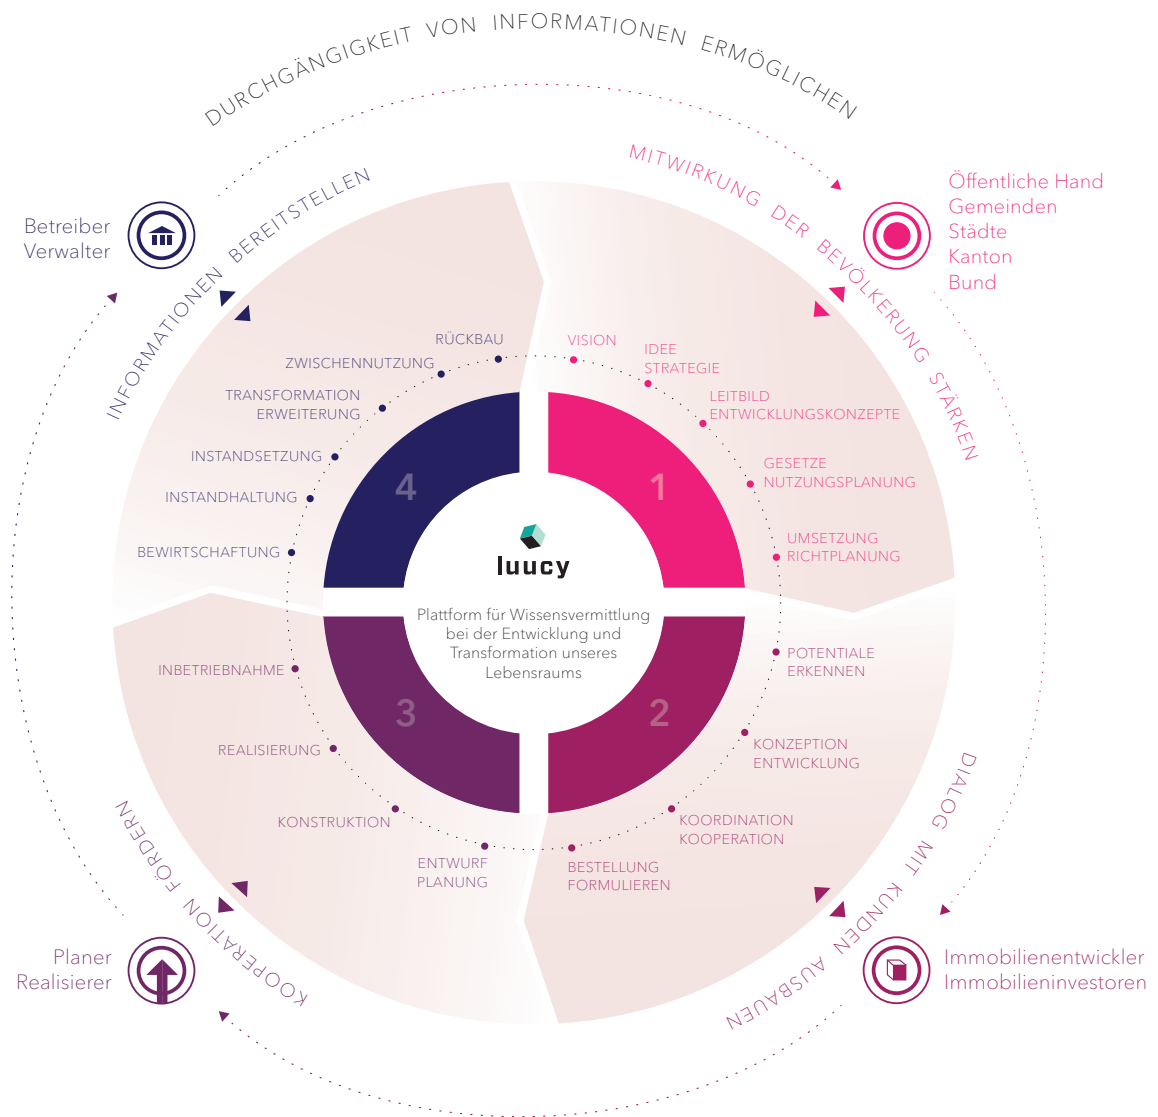 DURCHGÄNGIGKEIT VON INFORMATIONEN ERMÖGLICHEN
INFORMATIONEN BEREITSTELLEN
MITWIRKUNG DER BEVÖLKERUNG STÄRKEN
Betreiber
Verwalter
Öffentliche Hand
Gemeinden
Städte
Kanton
Bund
RÜCKBAU
ZWISCHENNUTZUNG
TRANSFORMATION
ERWEITERUNG
INSTANDSETZUNG
INSTANDHALTUNG
BEWIRTSCHAFTUNG
VISION
IDEE
STRATEGIE
LEITBILD
ENTWICKLUNGSKONZEPTE
GESETZE
NUTZUNGSPLANUNG
UMSETZUNG
RICHTPLANUNG
4
1
luucy
Plattform für Wissensvermittlung
bei der Entwicklung und
Transformation unseres
Lebensraums
3
2
INBETRIEBNAHME
REALISIERUNG
KONSTRUKTION
ENTWURF
PLANUNG
POTENTIALE
ERKENNEN
KONZEPTION
ENTWICKLUNG
KOORDINATION
KOOPERATION
BESTELLUNG
FORMULIEREN
KOOPERATION FÖRDERN
DIALOG MIT KUNDEN AUSBAUEN
Planer
Realisierer
Immobilienentwickler
Immobilieninvestoren